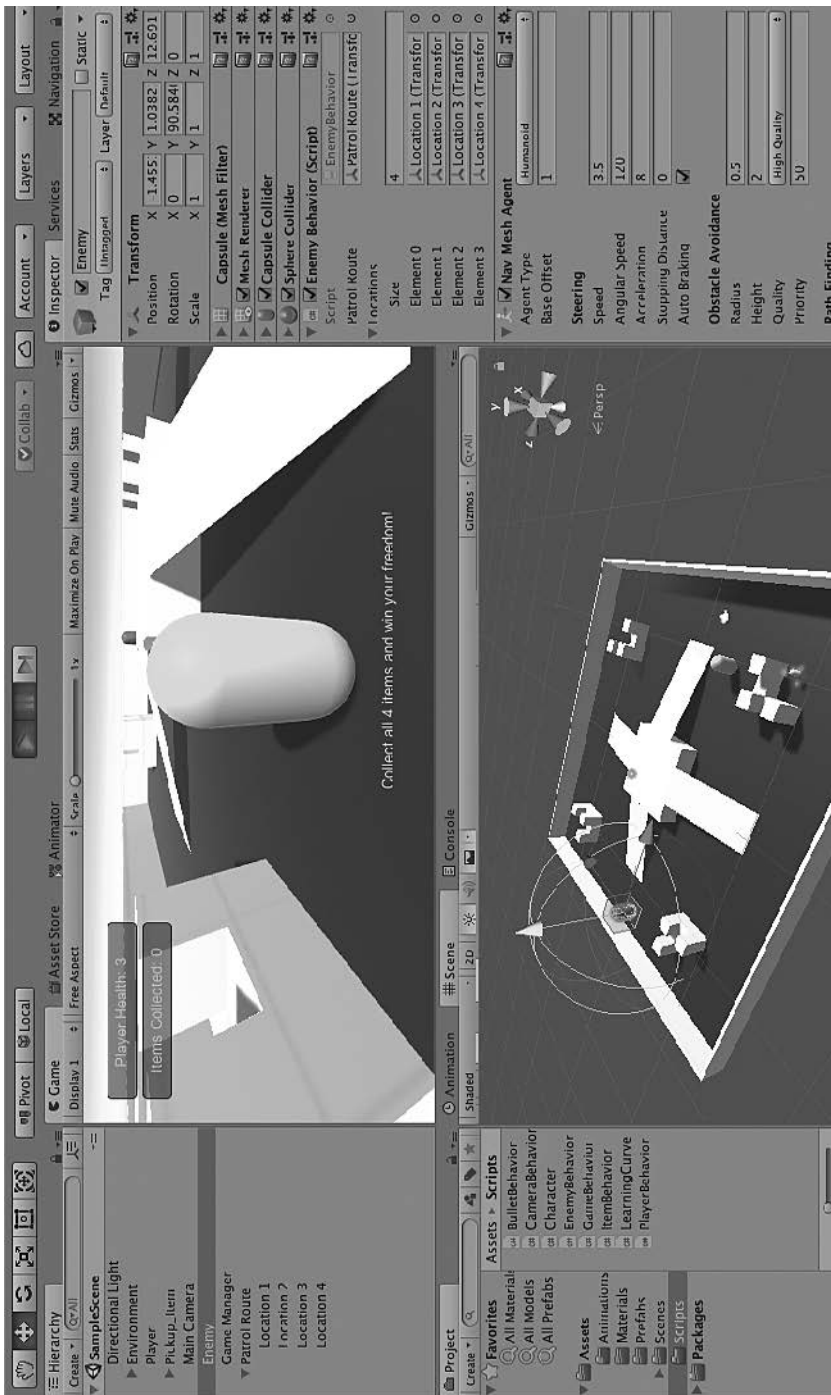 Pivot
Local
Collab
Account
Layers
Layout
Hierarchy
Create
All
SampleScene
Directional Light
Environment
Player
Pickup_Item
Main Camera
Enemy
Game Manager
Patrol Route
Location 1
Location 2
Location 3
Location 4
Game
Asset Store
Animator
Display 1
Free Aspect
Scale
1x
Maximize On Play
Mute Audio
Stats
Gizmos
Player Health: 3
Items Collected: 0
Collect all 4 items and win your freedom!
Inspector
Services
Navigation
Enemy
Static
Tag Untagged
Layer Default
Transform
Position X -1.455 Y 1.0382 Z 12.691
Rotation X 0 Y 90.584 Z 0
Scale X 1 Y 1 Z 1
Capsule (Mesh Filter)
Mesh Renderer
Capsule Collider
Sphere Collider
Enemy Behavior (Script)
Script EnemyBehavior
Patrol Route Patrol Route (Transfc
Locations
Size 4
Element 0 Location 1 (Transfor
Element 1 Location 2 (Transfor
Element 2 Location 3 (Transfor
Element 3 Location 4 (Transfor
Nav Mesh Agent
Agent Type Humanoid
Base Offset 1
Steering
Speed 3.5
Angular Speed 120
Acceleration 8
Stopping Distance 0
Auto Braking
Obstacle Avoidance
Radius 0.5
Height 2
Quality High Quality
Priority 50
Path Finding
Project
Create
Favorites
All Material
All Models
All Prefabs
Assets
Animations
Materials
Prefabs
Scenes
Scripts
Packages
Assets
Scripts
BulletBehavior
CameraBehavior
Character
EnemyBehavior
GameBehavior
ItemBehavior
LearningCurve
PlayerBehavior
Animation
Scene
Console
Shaded
2D
Gizmos
All
y
x
z
Persp